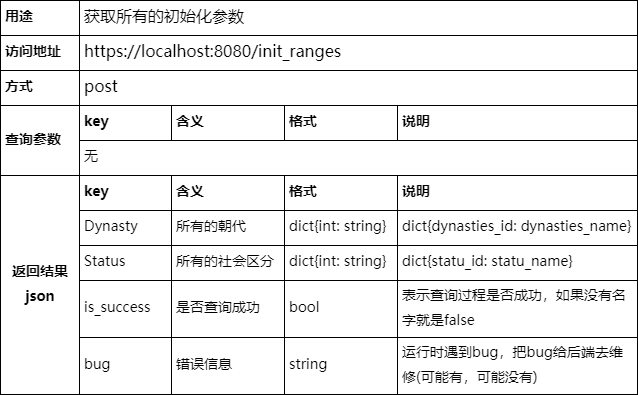 用途 获取所有的初始化参数
访问地址 https://localhost:8080/init_ranges
方式 post
查询参数 key 含义 格式 说明
无
返回结果
json
key 含义 格式 说明
Dynasty 所有的朝代 dict{int: string} dict{dynasties_id: dynasties_name}
Status 所有的社会区分 dict{int: string} dict{statu_id: statu_name}
is_success 是否查询成功 bool 表示查询过程是否成功，如果没有名
字就是false
bug 错误信息 string 运行时遇到bug，把bug给后端去维
修(可能有，可能没有)